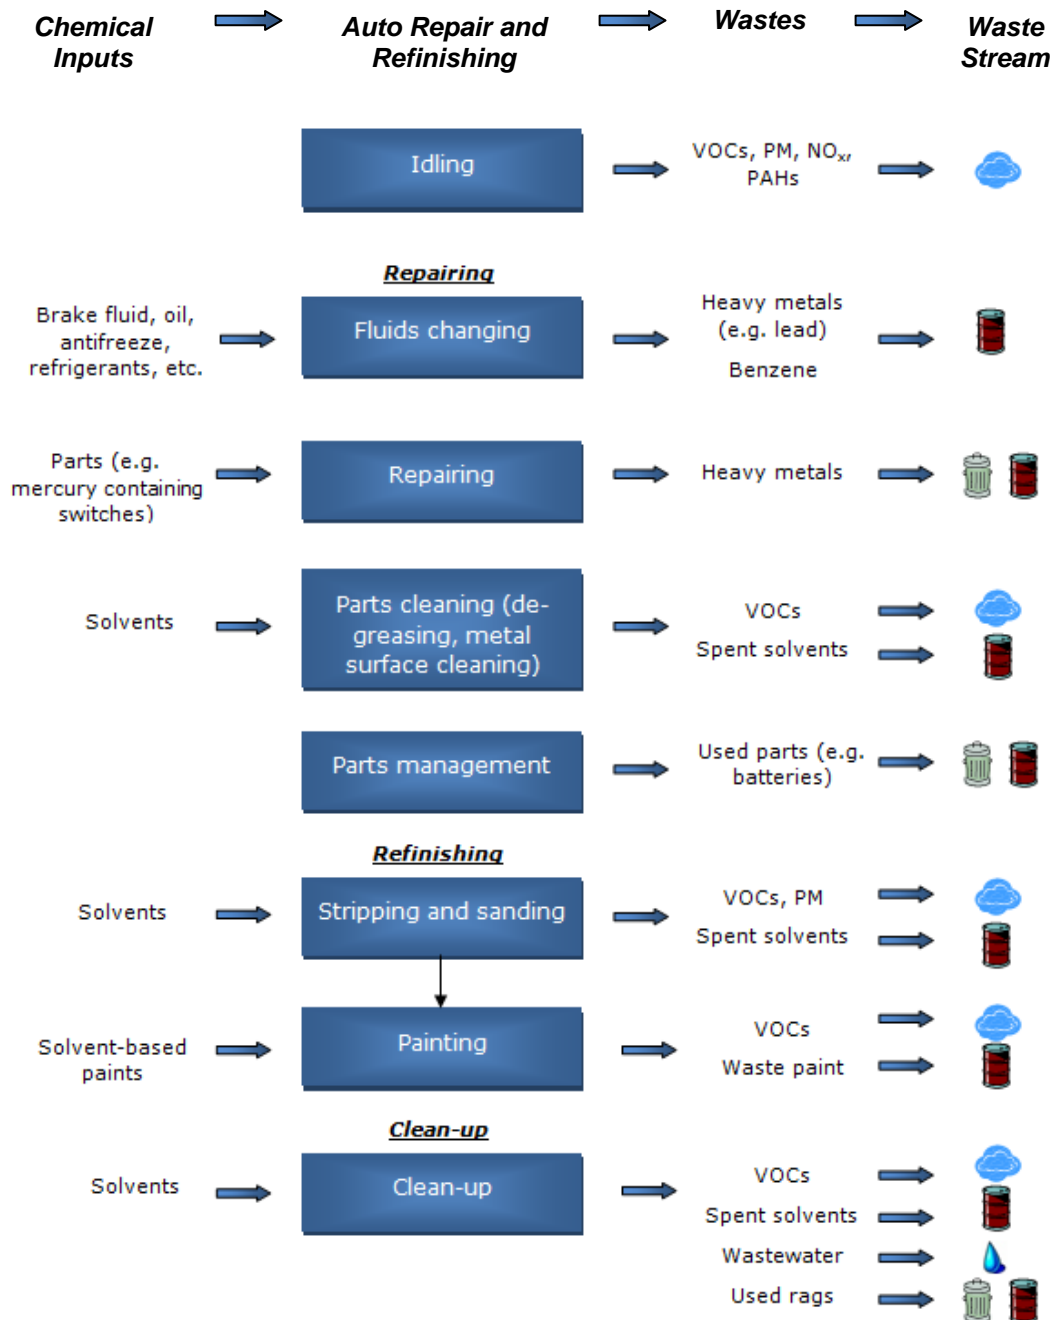 Chemical
Inputs
Auto Repair and
Refinishing
Wastes
Waste
Stream
Idling
VOCs, PM, NOx,
PAHs
Repairing
Brake fluid, oil,
antifreeze,
refrigerants, etc.
Fluids changing
Heavy metals
(e.g. lead)
Benzene
Parts (e.g.
mercury containing
switches)
Repairing
Heavy metals
Solvents
Parts cleaning (de-
greasing, metal
surface cleaning)
VOCs
Spent solvents
Parts management
Used parts (e.g.
batteries)
Refinishing
Solvents
Stripping and sanding
VOCs, PM
Spent solvents
Solvent-based
paints
Painting
VOCs
Waste paint
Clean-up
Solvents
Clean-up
VOCs
Spent solvents
Wastewater
Used rags